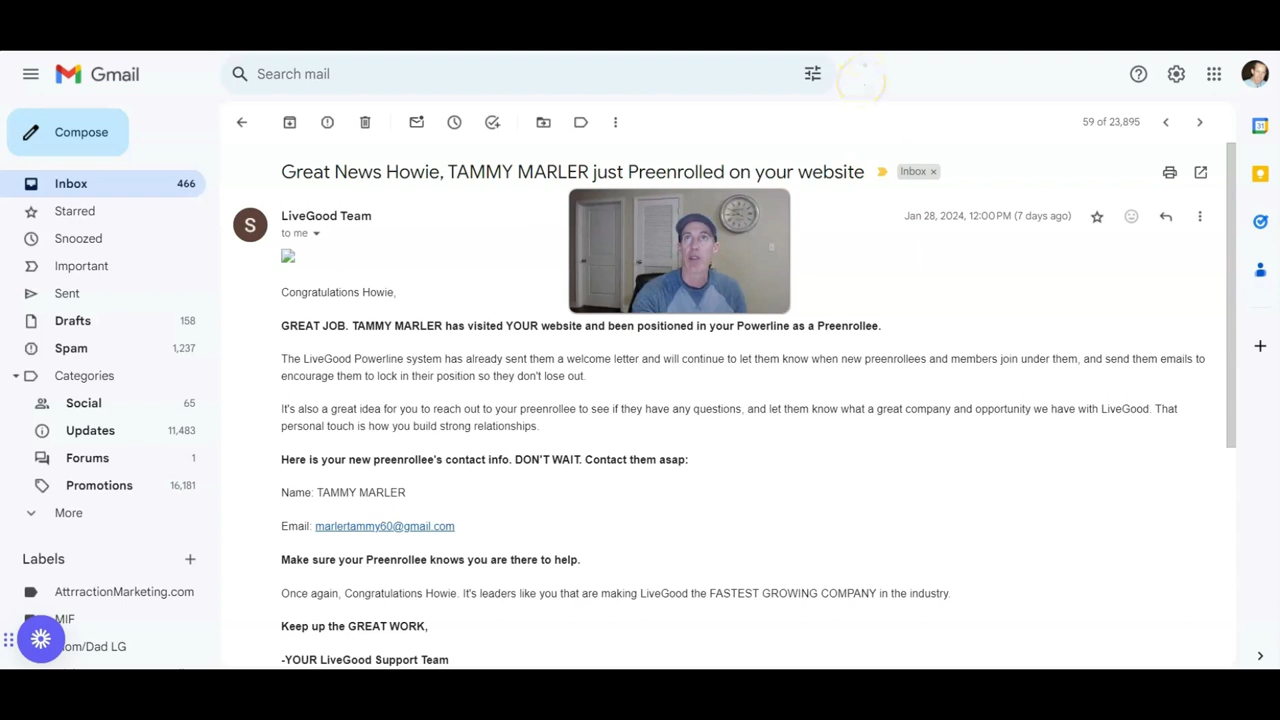 Gmail
Search mail
Compose
59 of 23,895
Great News Howie, TAMMY MARLER just Preenrolled on your website
Inbox ×
Inbox 466
Starred
Snoozed
Important
Sent
Drafts 158
Spam 1,237
Categories
Social 65
Updates 11,483
Forums 1
Promotions 16,181
More
Labels
AttrractionMarketing.com
MIF
om/Dad LG
S
LiveGood Team
to me
Jan 28, 2024, 12:00 PM (7 days ago)
Congratulations Howie,
GREAT JOB. TAMMY MARLER has visited YOUR website and been positioned in your Powerline as a Preenrollee.
The LiveGood Powerline system has already sent them a welcome letter and will continue to let them know when new preenrollees and members join under them, and send them emails to
encourage them to lock in their position so they don't lose out.
It's also a great idea for you to reach out to your preenrollee to see if they have any questions, and let them know what a great company and opportunity we have with LiveGood. That
personal touch is how you build strong relationships.
Here is your new preenrollee's contact info. DON'T WAIT. Contact them asap:
Name: TAMMY MARLER
Email: marlertammy60@gmail.com
Make sure your Preenrollee knows you are there to help.
Once again, Congratulations Howie. It's leaders like you that are making LiveGood the FASTEST GROWING COMPANY in the industry.
Keep up the GREAT WORK,
-YOUR LiveGood Support Team
31